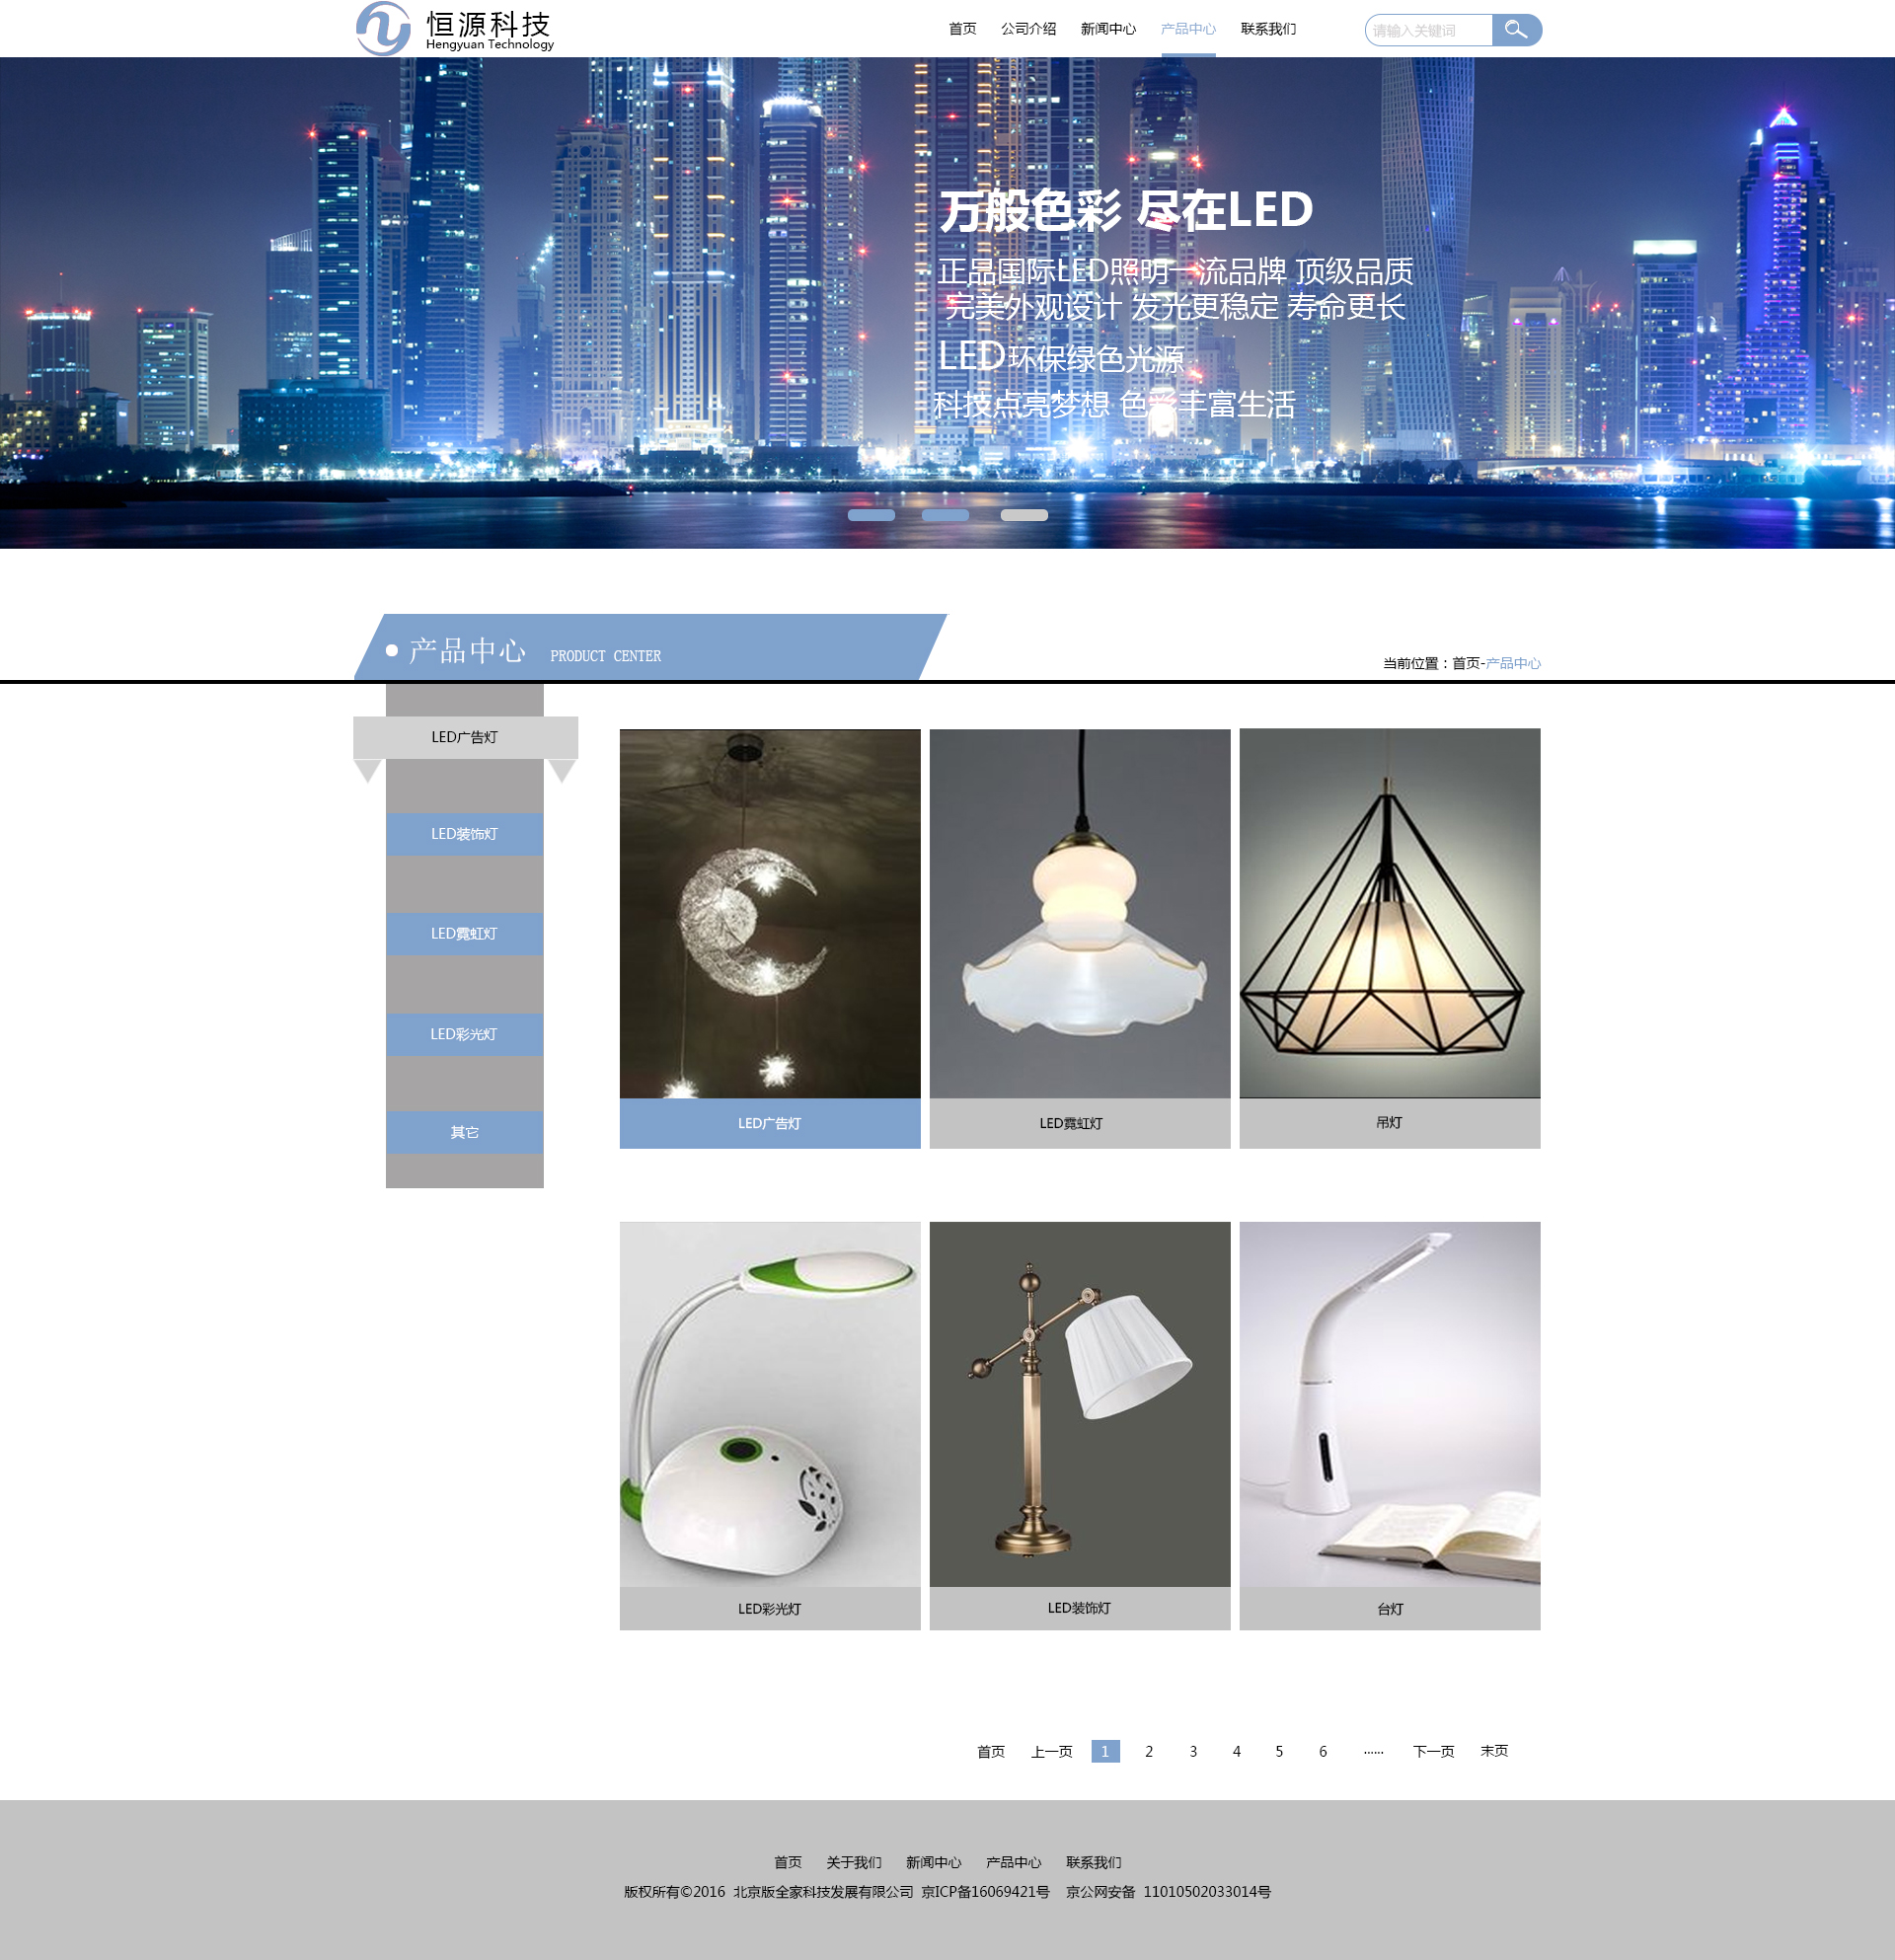 恒源科技
Hengyuan Technology
首页 公司介绍 新闻中心 产品中心 联系我们
请输入关键词
万般色彩 尽在LED
正品国际LED照明一流品牌 顶级品质
完美外观设计 发光更稳定 寿命更长
LED环保绿色光源
科技点亮梦想 色彩丰富生活
产品中心 PRODUCT CENTER
当前位置：首页-产品中心
LED广告灯
LED装饰灯
LED霓虹灯
LED彩光灯
其它
LED广告灯 LED霓虹灯 吊灯
LED彩光灯 LED装饰灯 台灯
首页 上一页 1 2 3 4 5 6 ...... 下一页 末页
首页 关于我们 新闻中心 产品中心 联系我们
版权所有©2016 北京版全家科技发展有限公司 京ICP备16069421号 京公网安备 11010502033014号